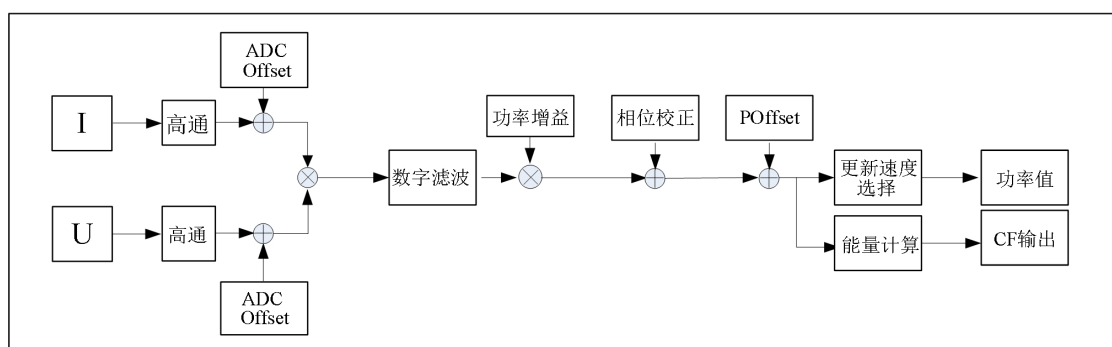 ADC
Offset
I
高通
功率增益
相位校正
POffset
数字滤波
更新速度
选择
功率值
U
高通
能量计算
CF输出
ADC
Offset